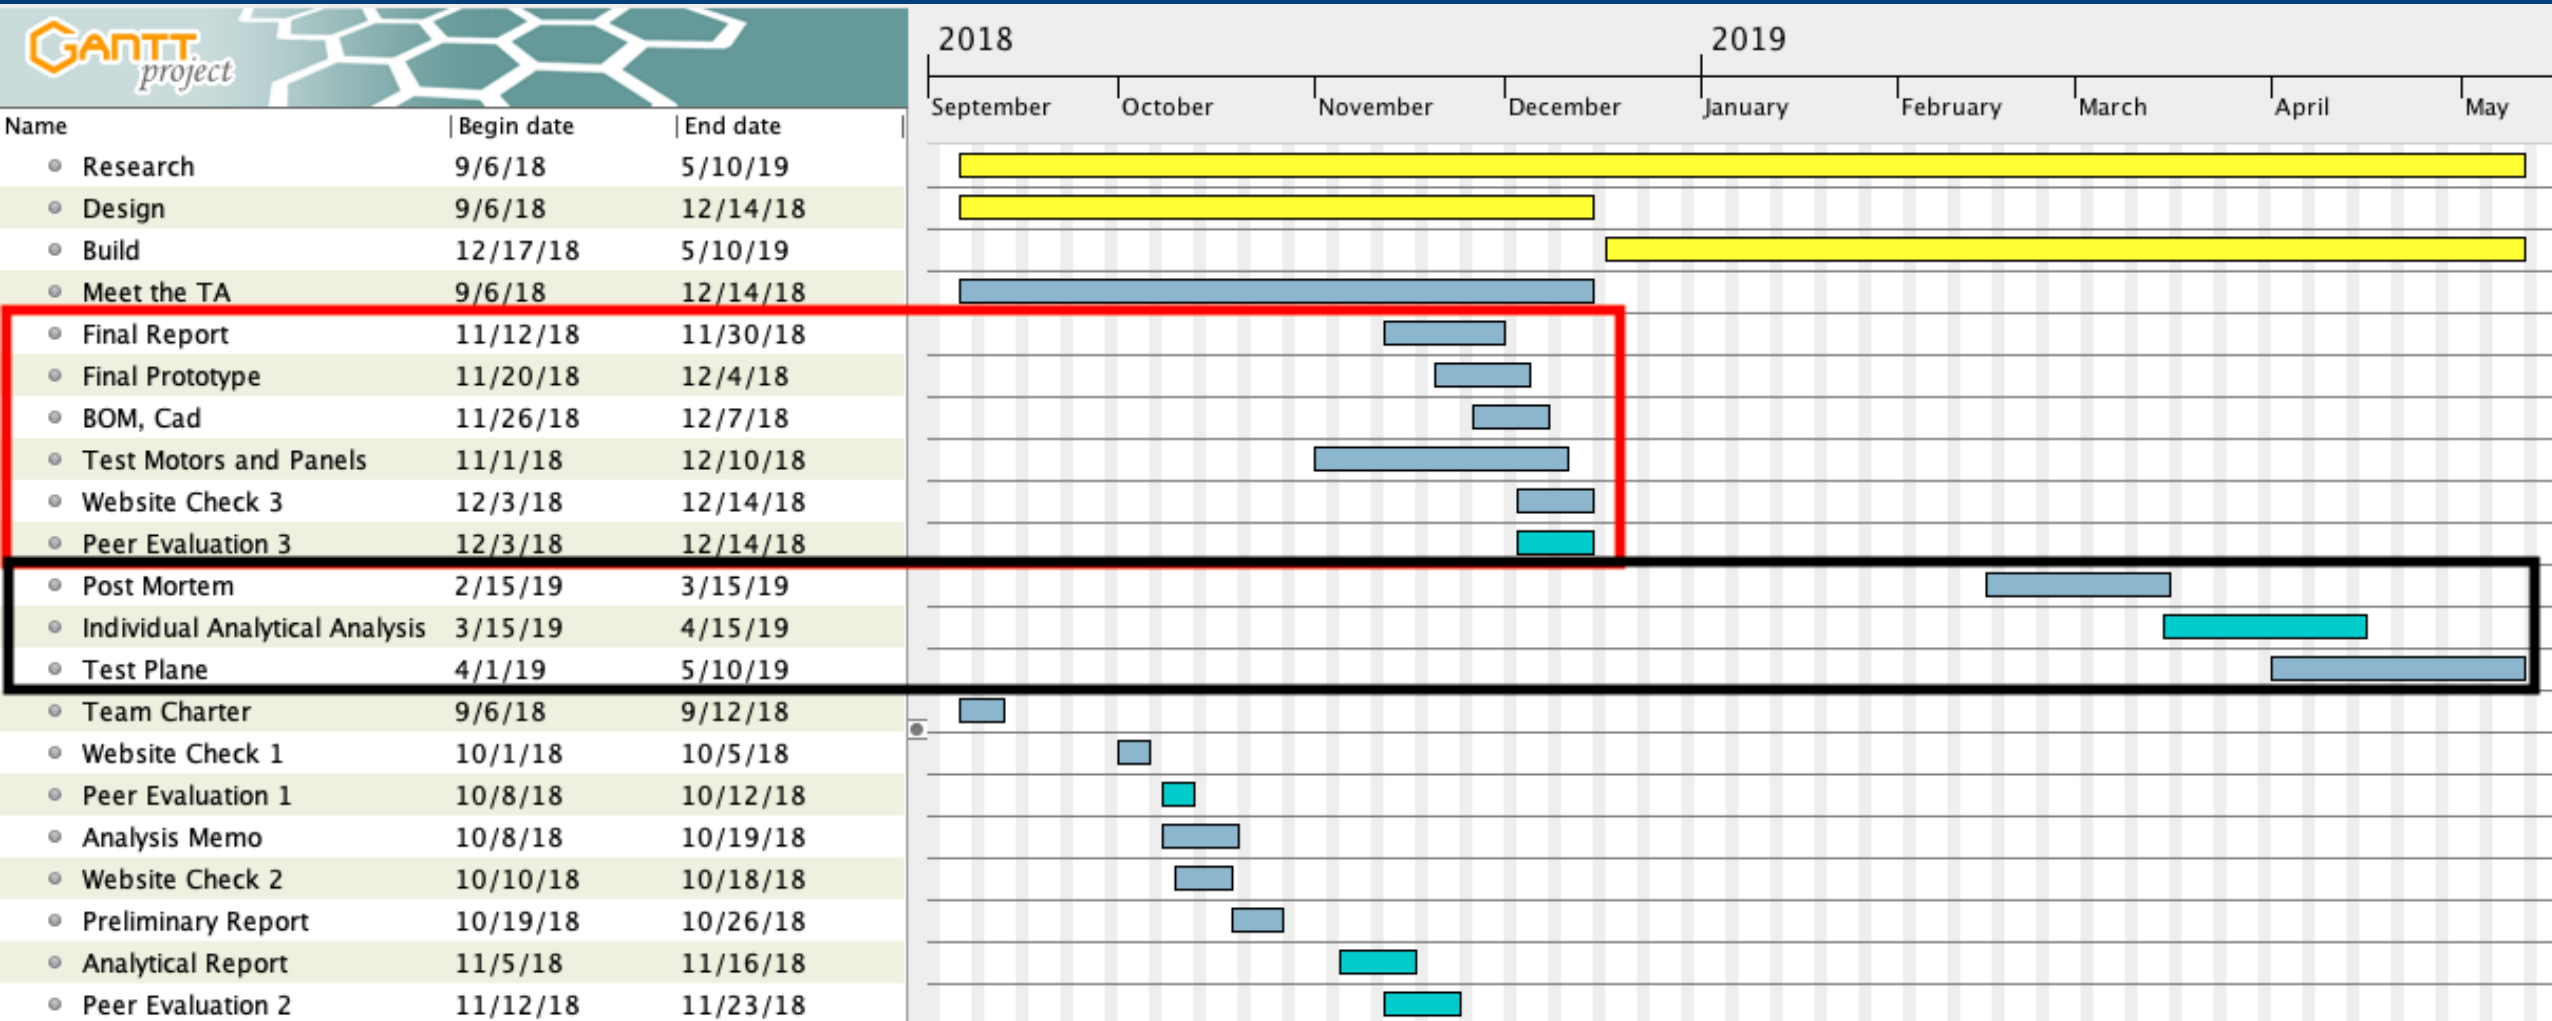 GANTT
project
2018 2019
September October November December January February March April May
Name Begin date End date
Research 9/6/18 5/10/19
Design 9/6/18 12/14/18
Build 12/17/18 5/10/19
Meet the TA 9/6/18 12/14/18
Final Report 11/12/18 11/30/18
Final Prototype 11/20/18 12/4/18
BOM, Cad 11/26/18 12/7/18
Test Motors and Panels 11/1/18 12/10/18
Website Check 3 12/3/18 12/14/18
Peer Evaluation 3 12/3/18 12/14/18
Post Mortem 2/15/19 3/15/19
Individual Analytical Analysis 3/15/19 4/15/19
Test Plane 4/1/19 5/10/19
Team Charter 9/6/18 9/12/18
Website Check 1 10/1/18 10/5/18
Peer Evaluation 1 10/8/18 10/12/18
Analysis Memo 10/8/18 10/19/18
Website Check 2 10/10/18 10/18/18
Preliminary Report 10/19/18 10/26/18
Analytical Report 11/5/18 11/16/18
Peer Evaluation 2 11/12/18 11/23/18